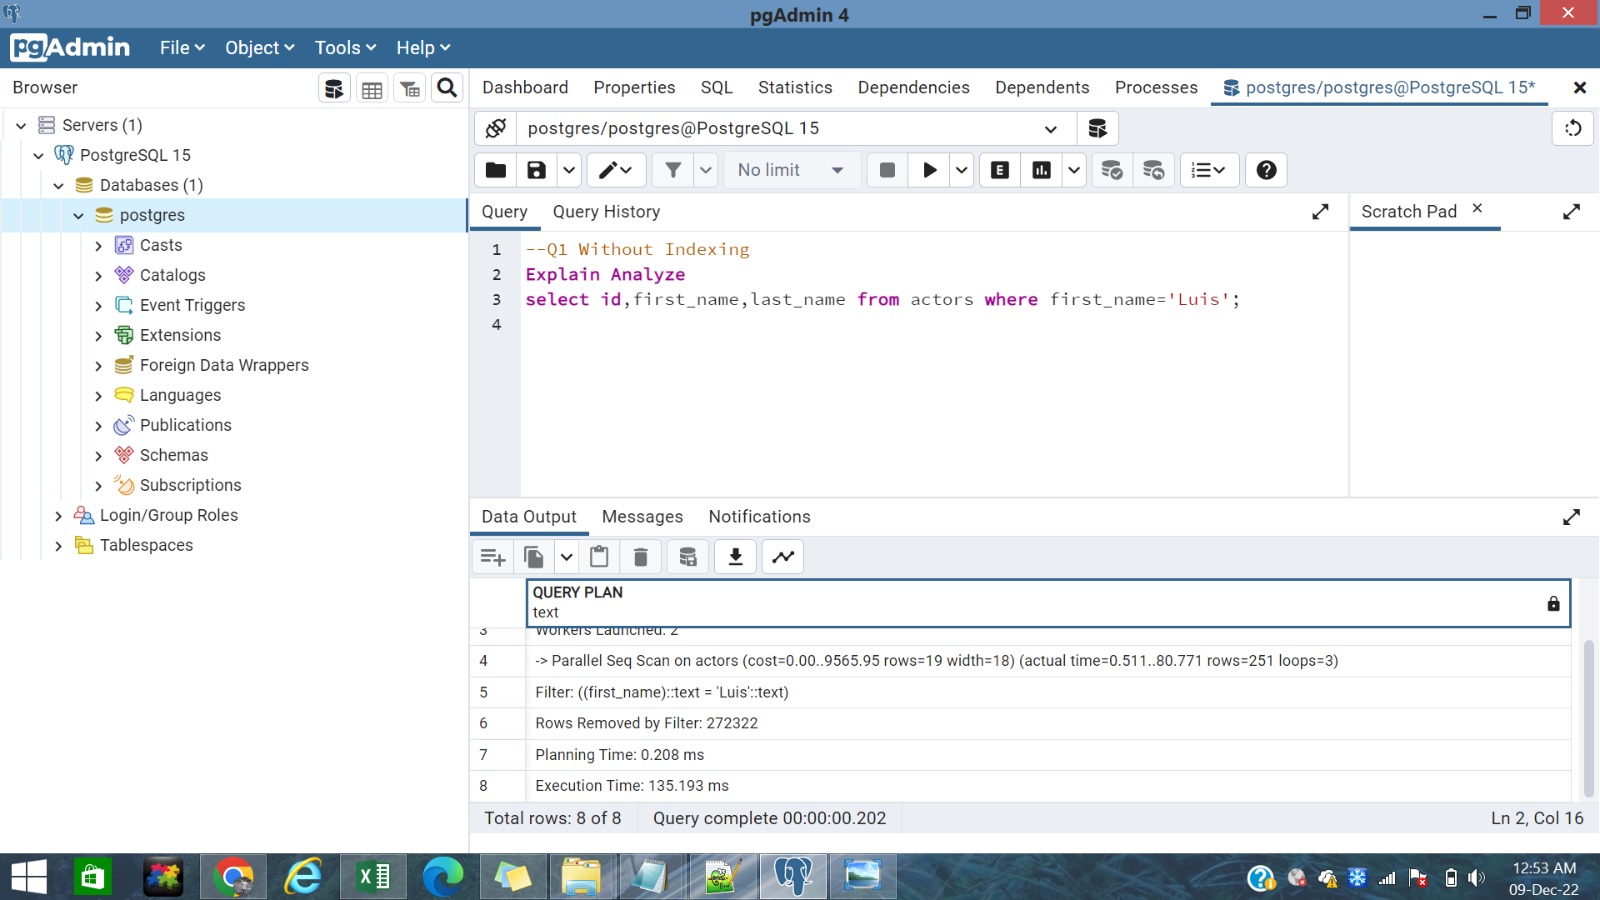 pgAdmin 4
pgAdmin File Object Tools Help
Browser
Dashboard Properties SQL Statistics Dependencies Dependents Processes postgres/postgres@PostgreSQL 15*
Servers (1)
PostgreSQL 15
Databases (1)
postgres
Casts
Catalogs
Event Triggers
Extensions
Foreign Data Wrappers
Languages
Publications
Schemas
Subscriptions
Login/Group Roles
Tablespaces
postgres/postgres@PostgreSQL 15
No limit
E
Query Query History
Scratch Pad
1 --Q1 Without Indexing
2 Explain Analyze
3 select id,first_name,last_name from actors where first_name='Luis';
4
Data Output Messages Notifications
QUERY PLAN
text
3 Workers Launched: 2
4 -> Parallel Seq Scan on actors (cost=0.00..9565.95 rows=19 width=18) (actual time=0.511..80.771 rows=251 loops=3)
5 Filter: ((first_name)::text = 'Luis'::text)
6 Rows Removed by Filter: 272322
7 Planning Time: 0.208 ms
8 Execution Time: 135.193 ms
Total rows: 8 of 8 Query complete 00:00:00.202 Ln 2, Col 16
12:53 AM
09-Dec-22